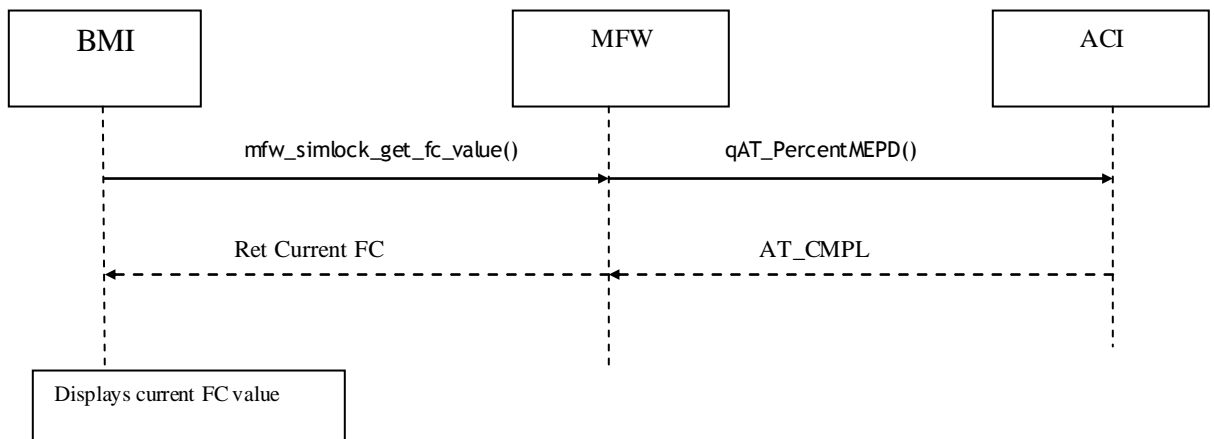 BMI
MFW
ACI
mfw_simlock_get_fc_value()
qAT_PercentMEPD()
Ret Current FC
AT_CMPL
Displays current FC value